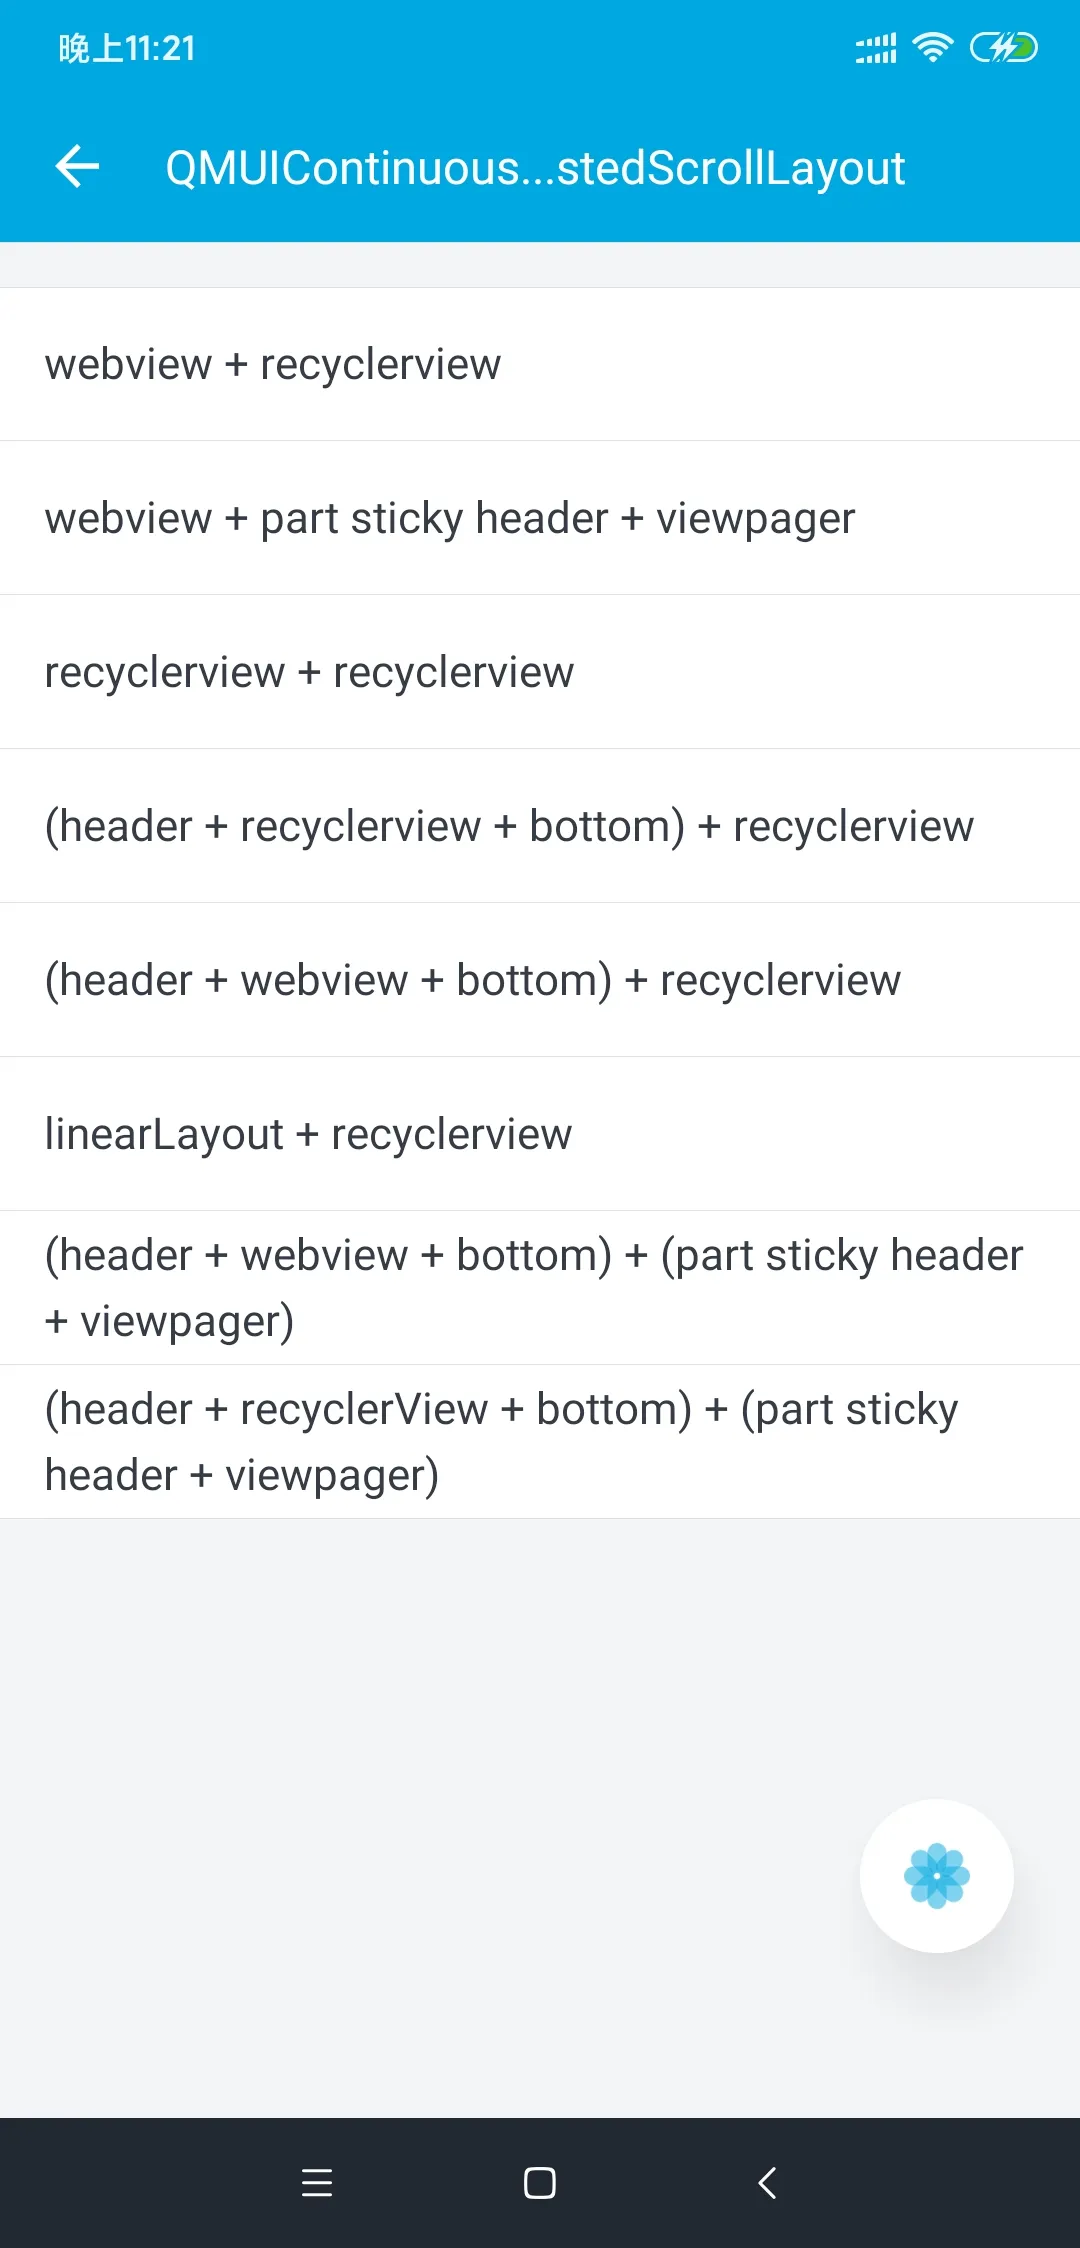 晚上11:21
QMUIContinuous...stedScrollLayout
webview + recyclerview
webview + part sticky header + viewpager
recyclerview + recyclerview
(header + recyclerview + bottom) + recyclerview
(header + webview + bottom) + recyclerview
linearLayout + recyclerview
(header + webview + bottom) + (part sticky header
+ viewpager)
(header + recyclerView + bottom) + (part sticky
header + viewpager)